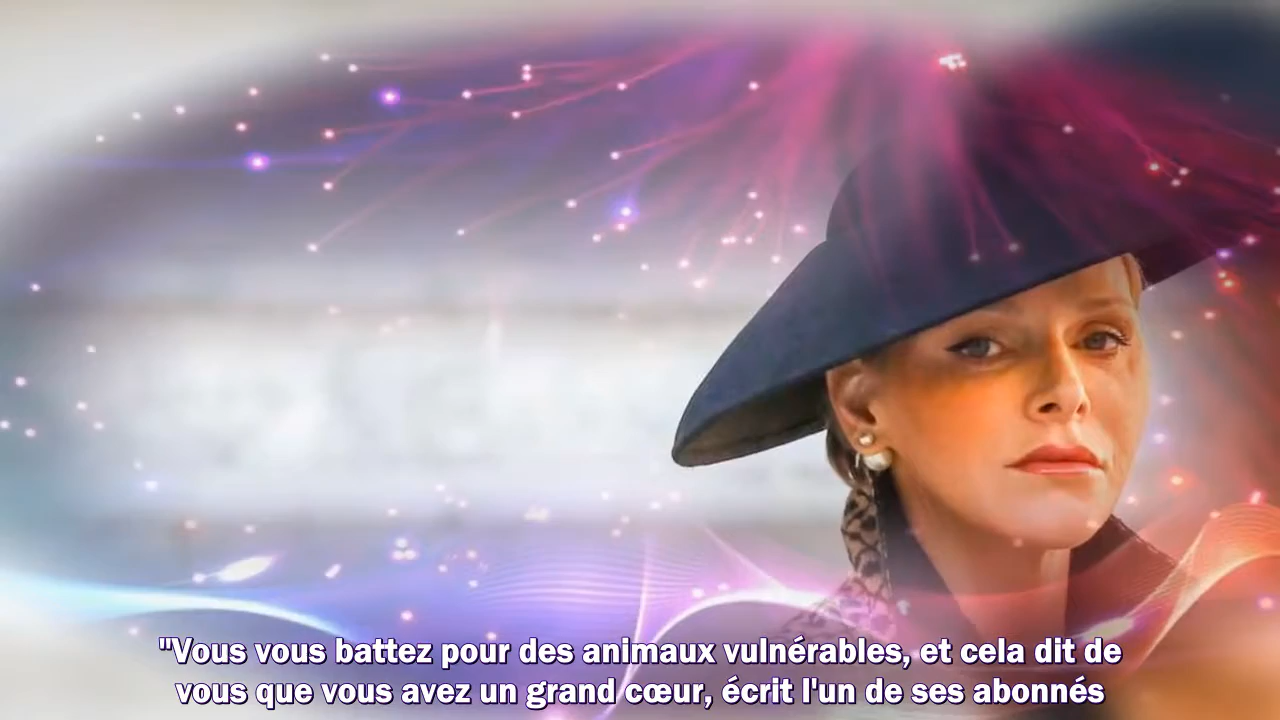 "Vous vous battez pour des animaux vulnérables, et cela dit de
vous que vous avez un grand cœur, écrit l'un de ses abonnés